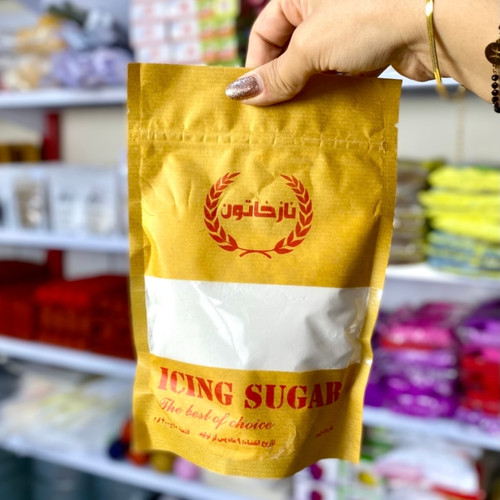 نازخاتون
ICING SUGAR
The best of choice